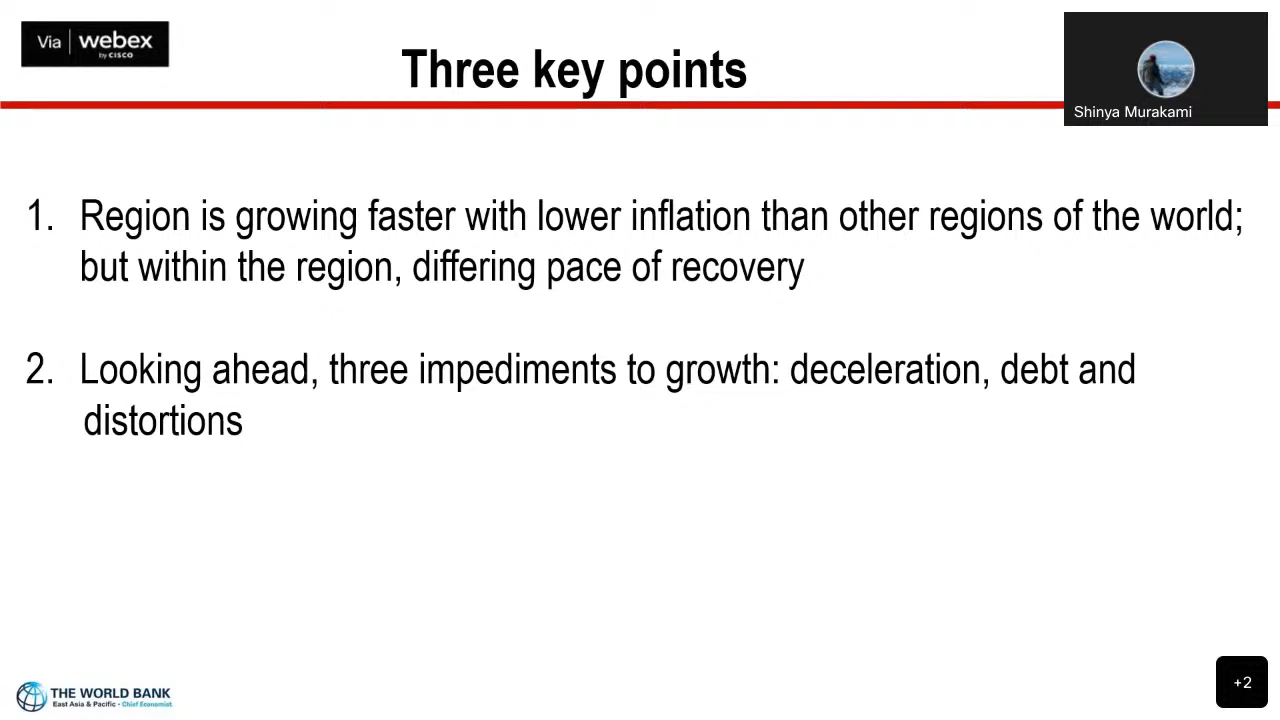 Via webex
by CISCO
Three key points
Shinya Murakami
1. Region is growing faster with lower inflation than other regions of the world;
but within the region, differing pace of recovery
2. Looking ahead, three impediments to growth: deceleration, debt and
distortions
THE WORLD BANK
East Asia & Pacific • Chief Economist
+2